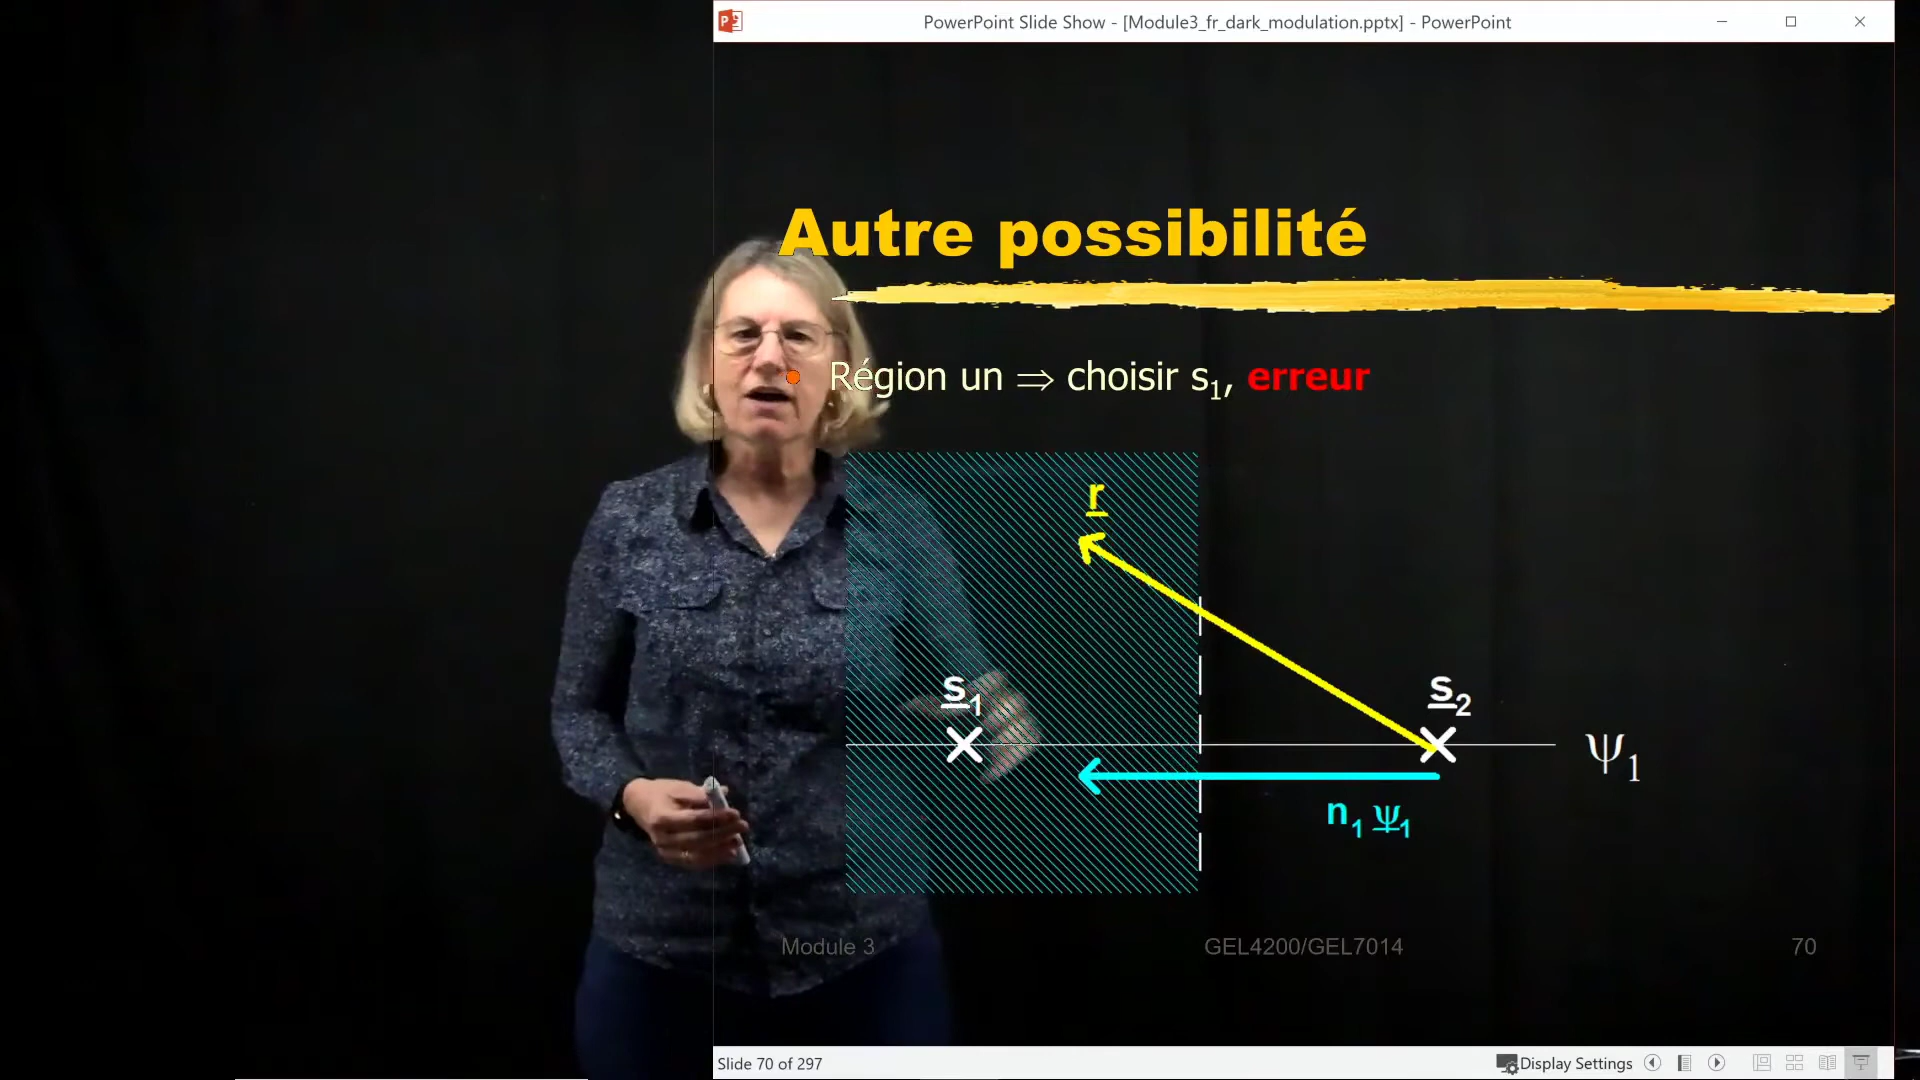 PowerPoint Slide Show - [Module3_fr_dark_modulation.pptx] - PowerPoint
Autre possibilité
Région un ⇒ choisir s₁, erreur
r
s₁
s₂
ψ₁
n₁ ψ₁
Module 3
GEL4200/GEL7014
70
Slide 70 of 297
Display Settings